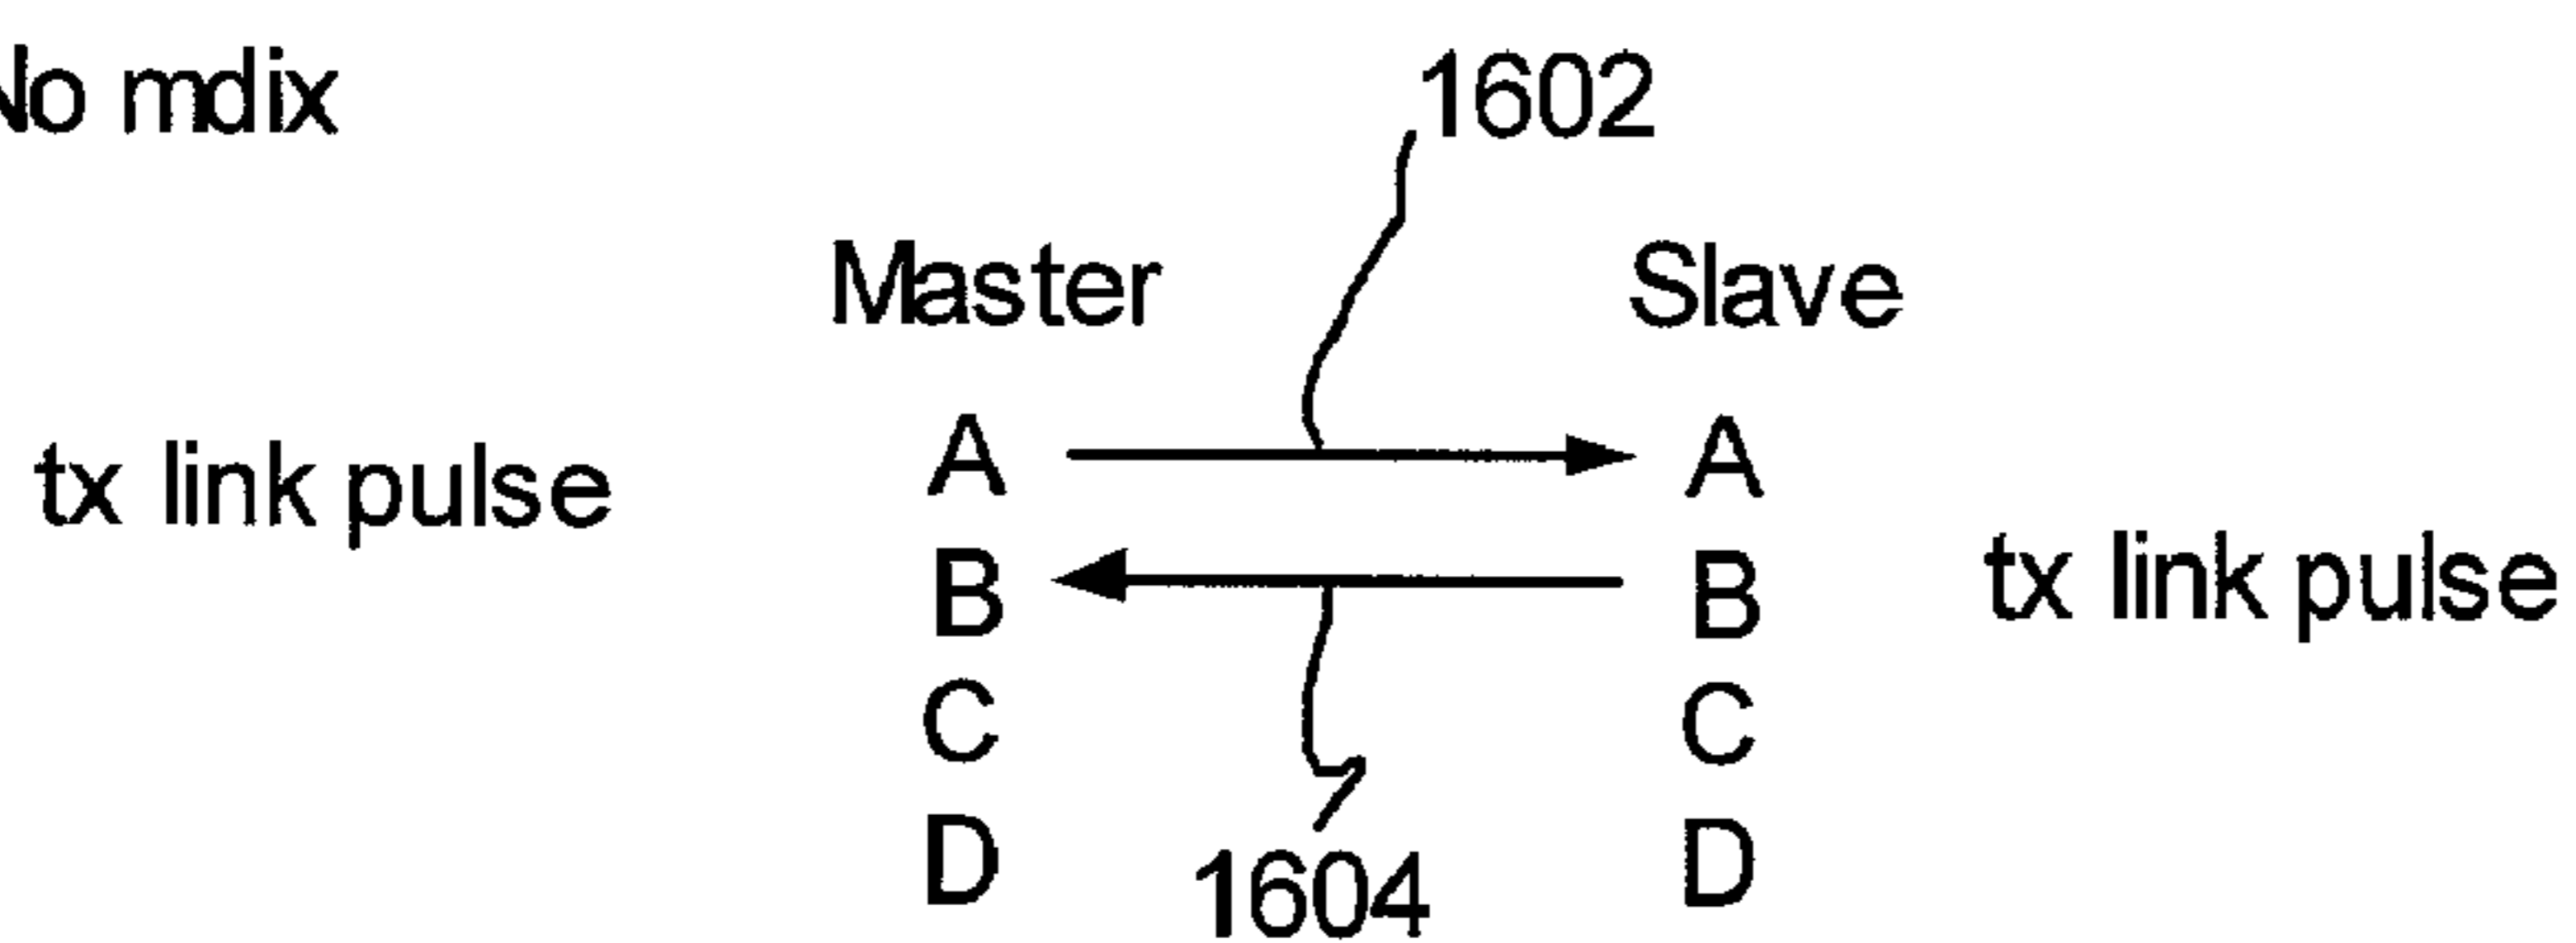 No mdix
1602
Master Slave
tx link pulse A A
B B tx link pulse
C C
D D
1604